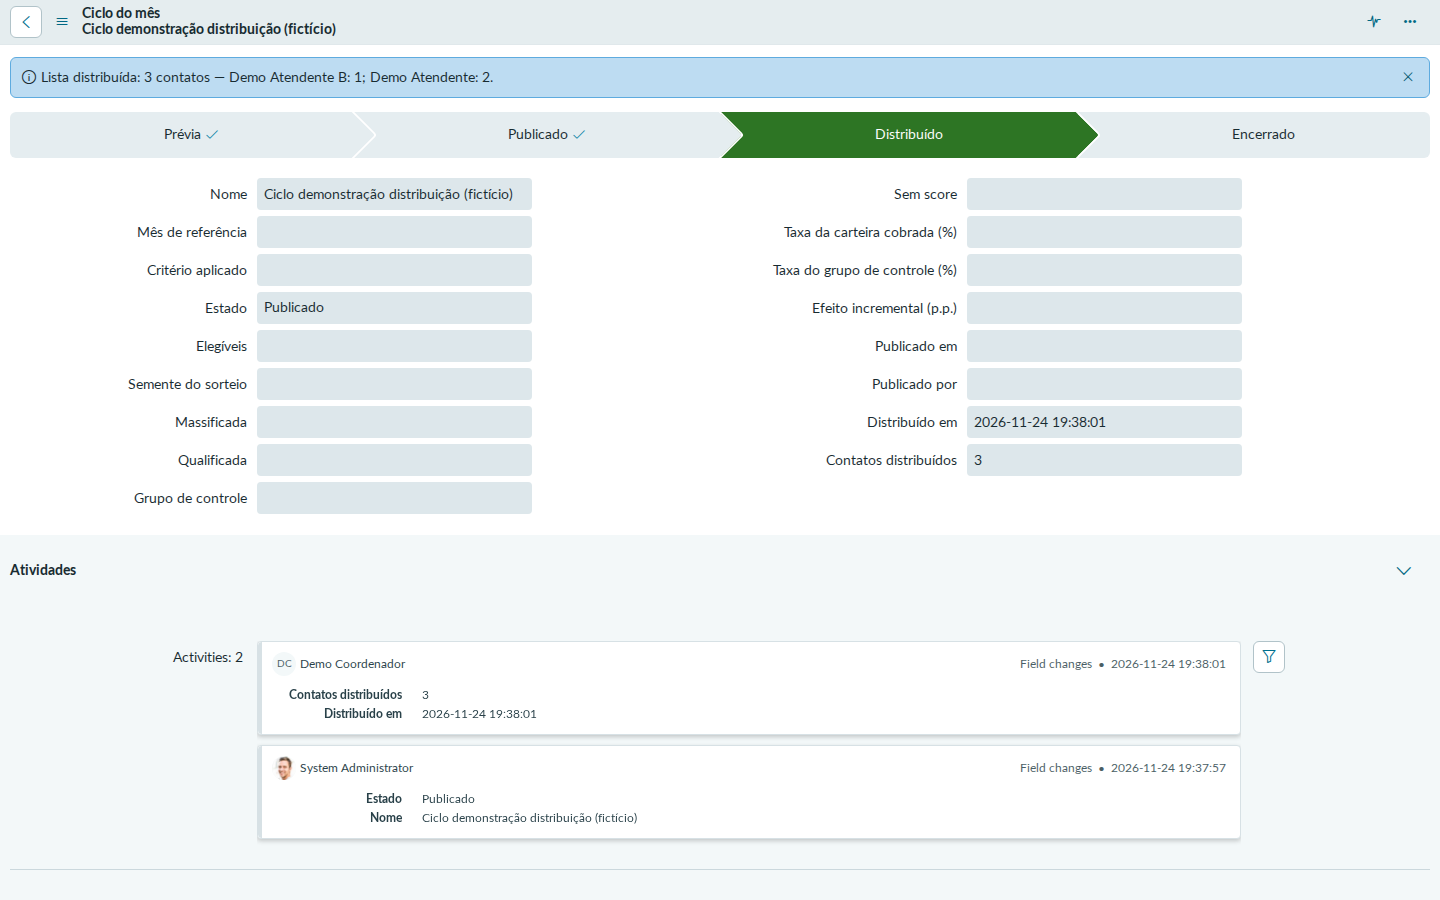 Ciclo do mês
Ciclo demonstração distribuição (fictício)
Lista distribuída: 3 contatos — Demo Atendente B: 1; Demo Atendente: 2.
Prévia
Publicado
Distribuído
Encerrado
Nome
Ciclo demonstração distribuição (fictício)
Mês de referência
Critério aplicado
Estado
Publicado
Elegíveis
Semente do sorteio
Massificada
Qualificada
Grupo de controle
Sem score
Taxa da carteira cobrada (%)
Taxa do grupo de controle (%)
Efeito incremental (p.p.)
Publicado em
Publicado por
Distribuído em
2026-11-24 19:38:01
Contatos distribuídos
3
Atividades
Activities: 2
DC Demo Coordenador
Field changes • 2026-11-24 19:38:01
Contatos distribuídos 3
Distribuído em 2026-11-24 19:38:01
System Administrator
Field changes • 2026-11-24 19:37:57
Estado Publicado
Nome Ciclo demonstração distribuição (fictício)